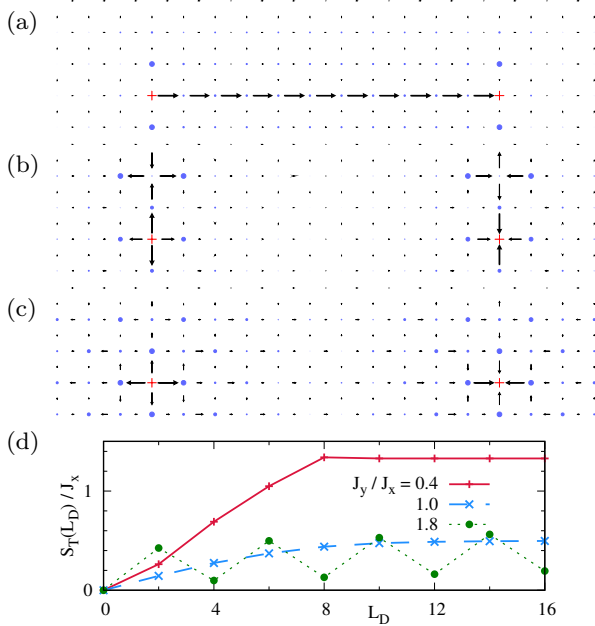 (a)
(b)
(c)
(d)
S_T(L_D) / J_x
1
0
J_y / J_x = 0.4
1.0
1.8
0 4 8 12 16
L_D